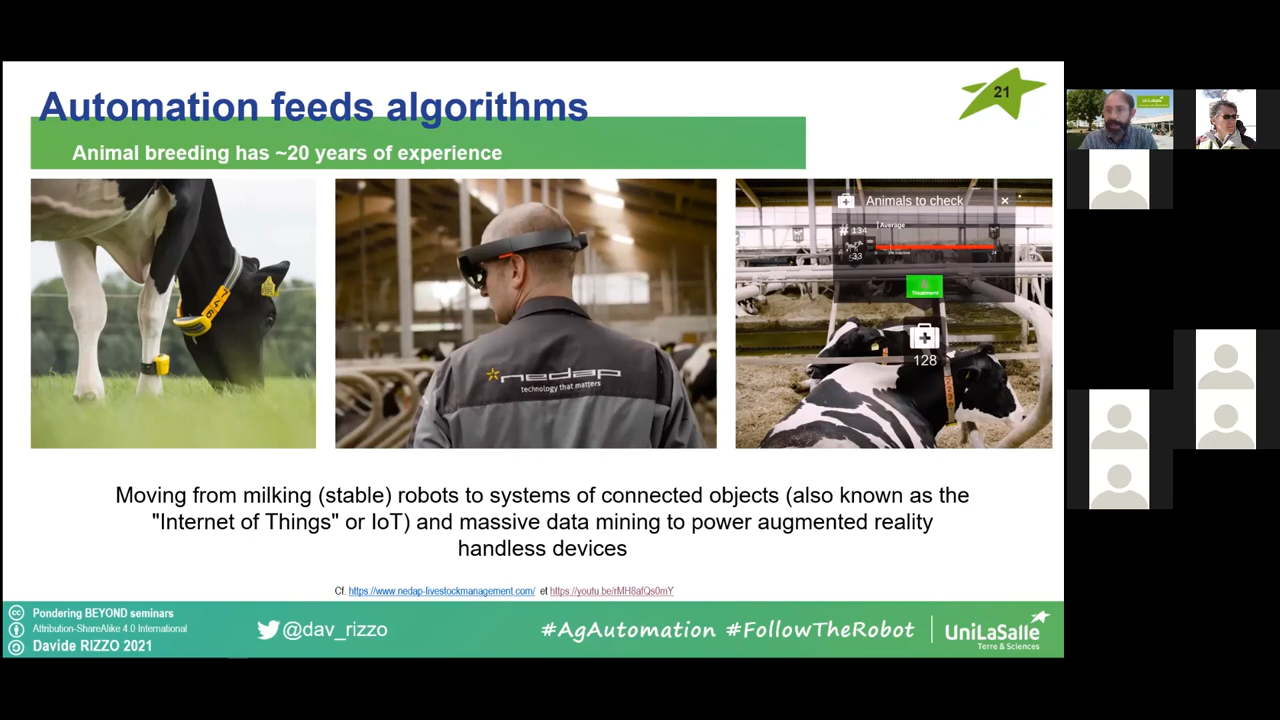 Automation feeds algorithms
21
Animal breeding has ~20 years of experience
nedap
technology that matters
Animals to check
×
# 134
Average
33
Treatment
128
Moving from milking (stable) robots to systems of connected objects (also known as the
"Internet of Things" or IoT) and massive data mining to power augmented reality
handless devices
Cf. https://www.nedap-livestockmanagement.com/ et https://youtu.be/rMH8afQs0mY
Pondering BEYOND seminars
Attribution-ShareAlike 4.0 International
Davide RIZZO 2021
@dav_rizzo
#AgAutomation #FollowTheRobot
UniLaSalle
Terre & Sciences